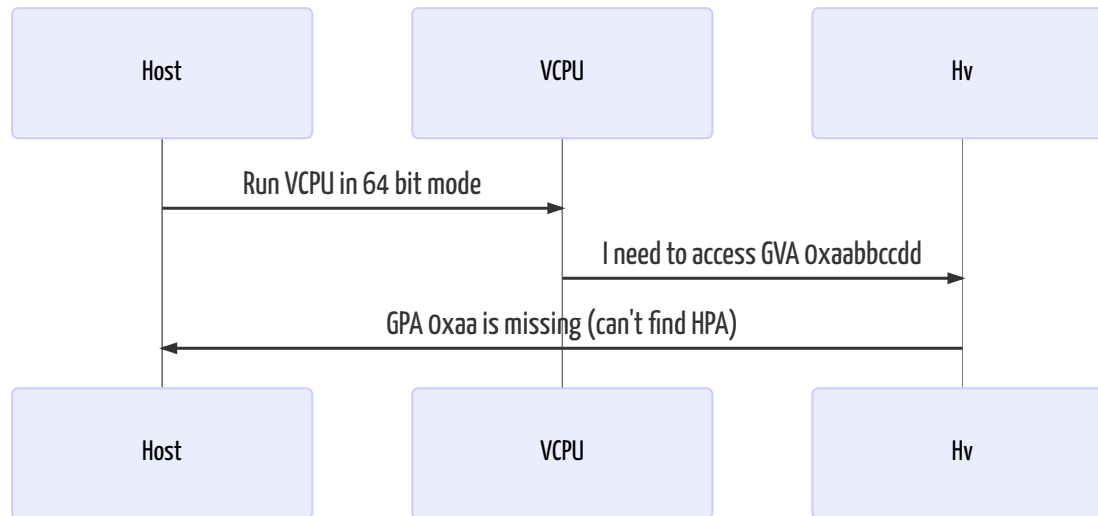 Host VCPU Hv
Run VCPU in 64 bit mode
I need to access GVA 0xaabbccdd
GPA 0xaa is missing (can't find HPA)
Host VCPU Hv